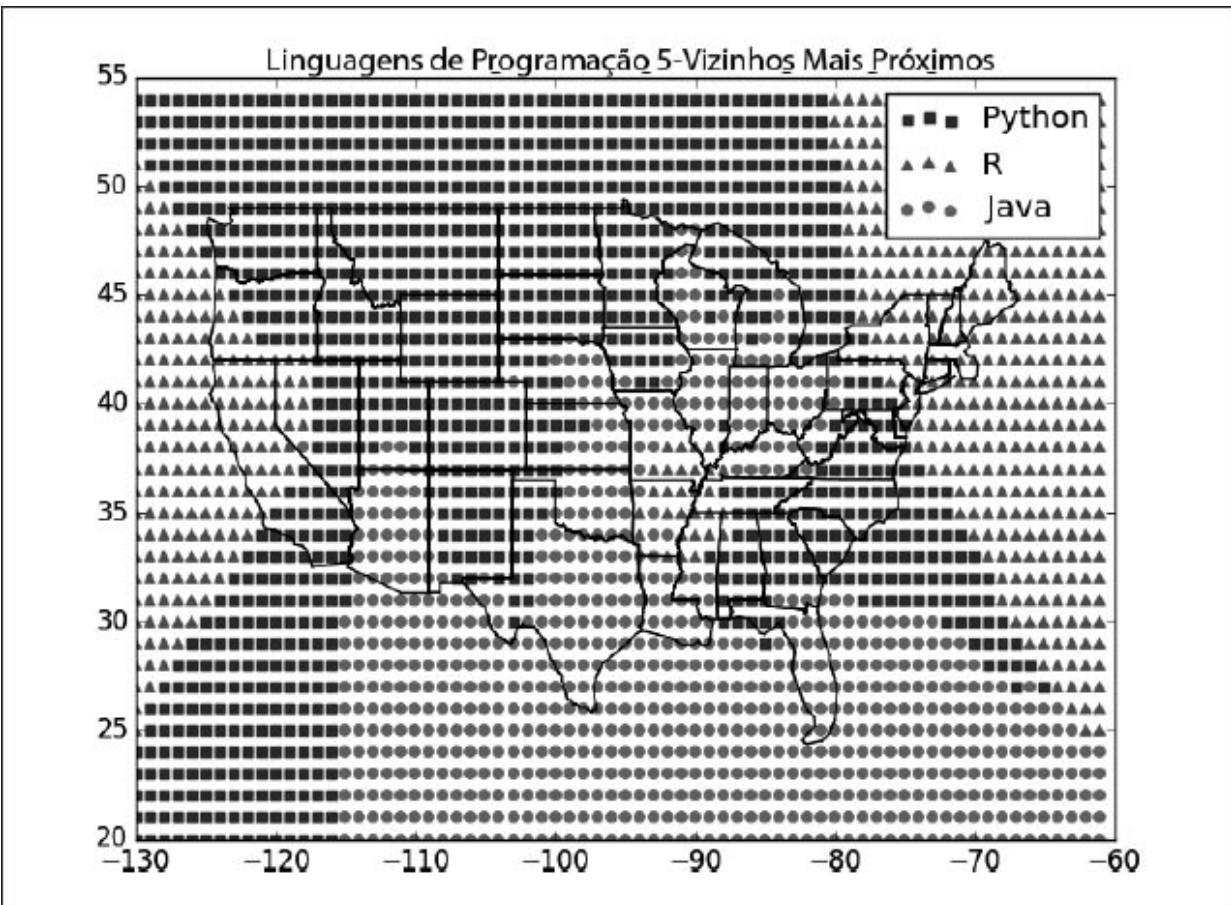 Linguagens de Programação 5-Vizinhos Mais Próximos
55
50
45
40
35
30
25
20
Python
R
Java
−130 −120 −110 −100 −90 −80 −70 −60